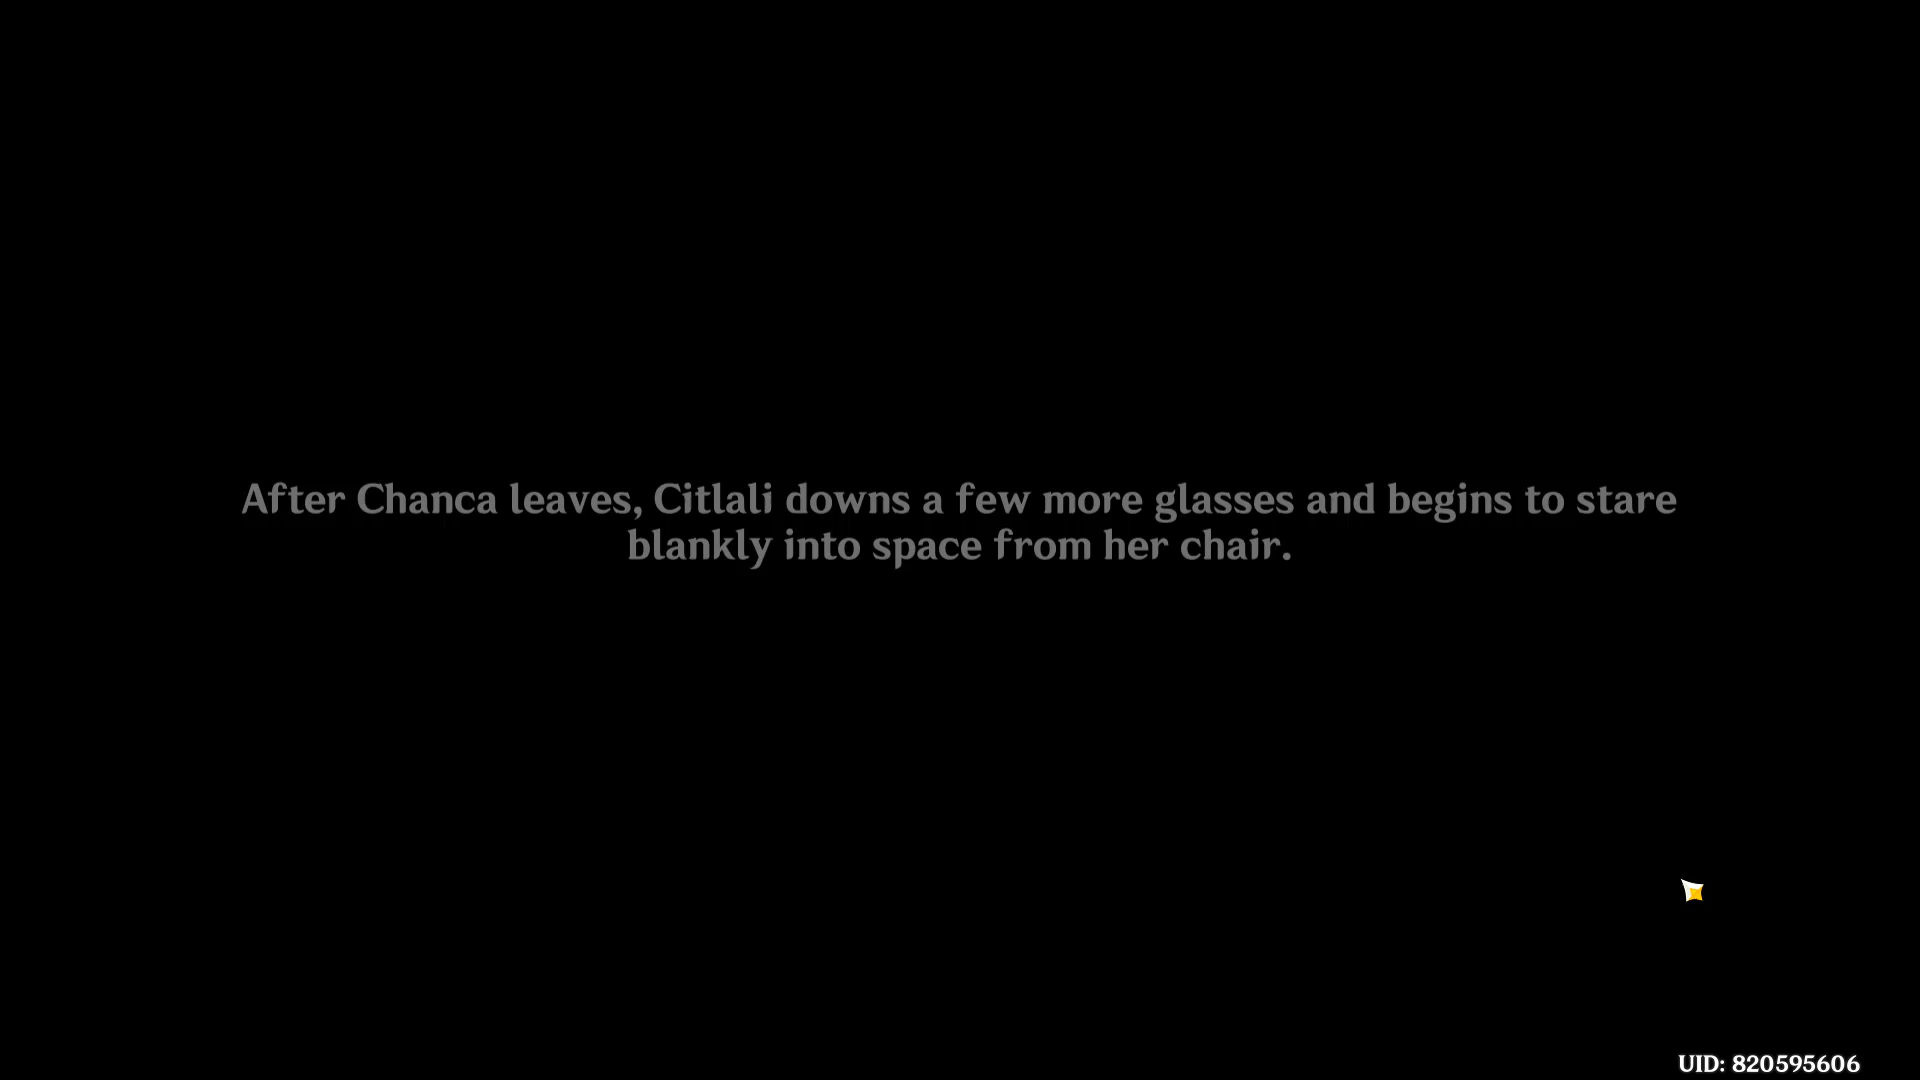 After Chanca leaves, Citlali downs a few more glasses and begins to stare
blankly into space from her chair.
UID: 820595606